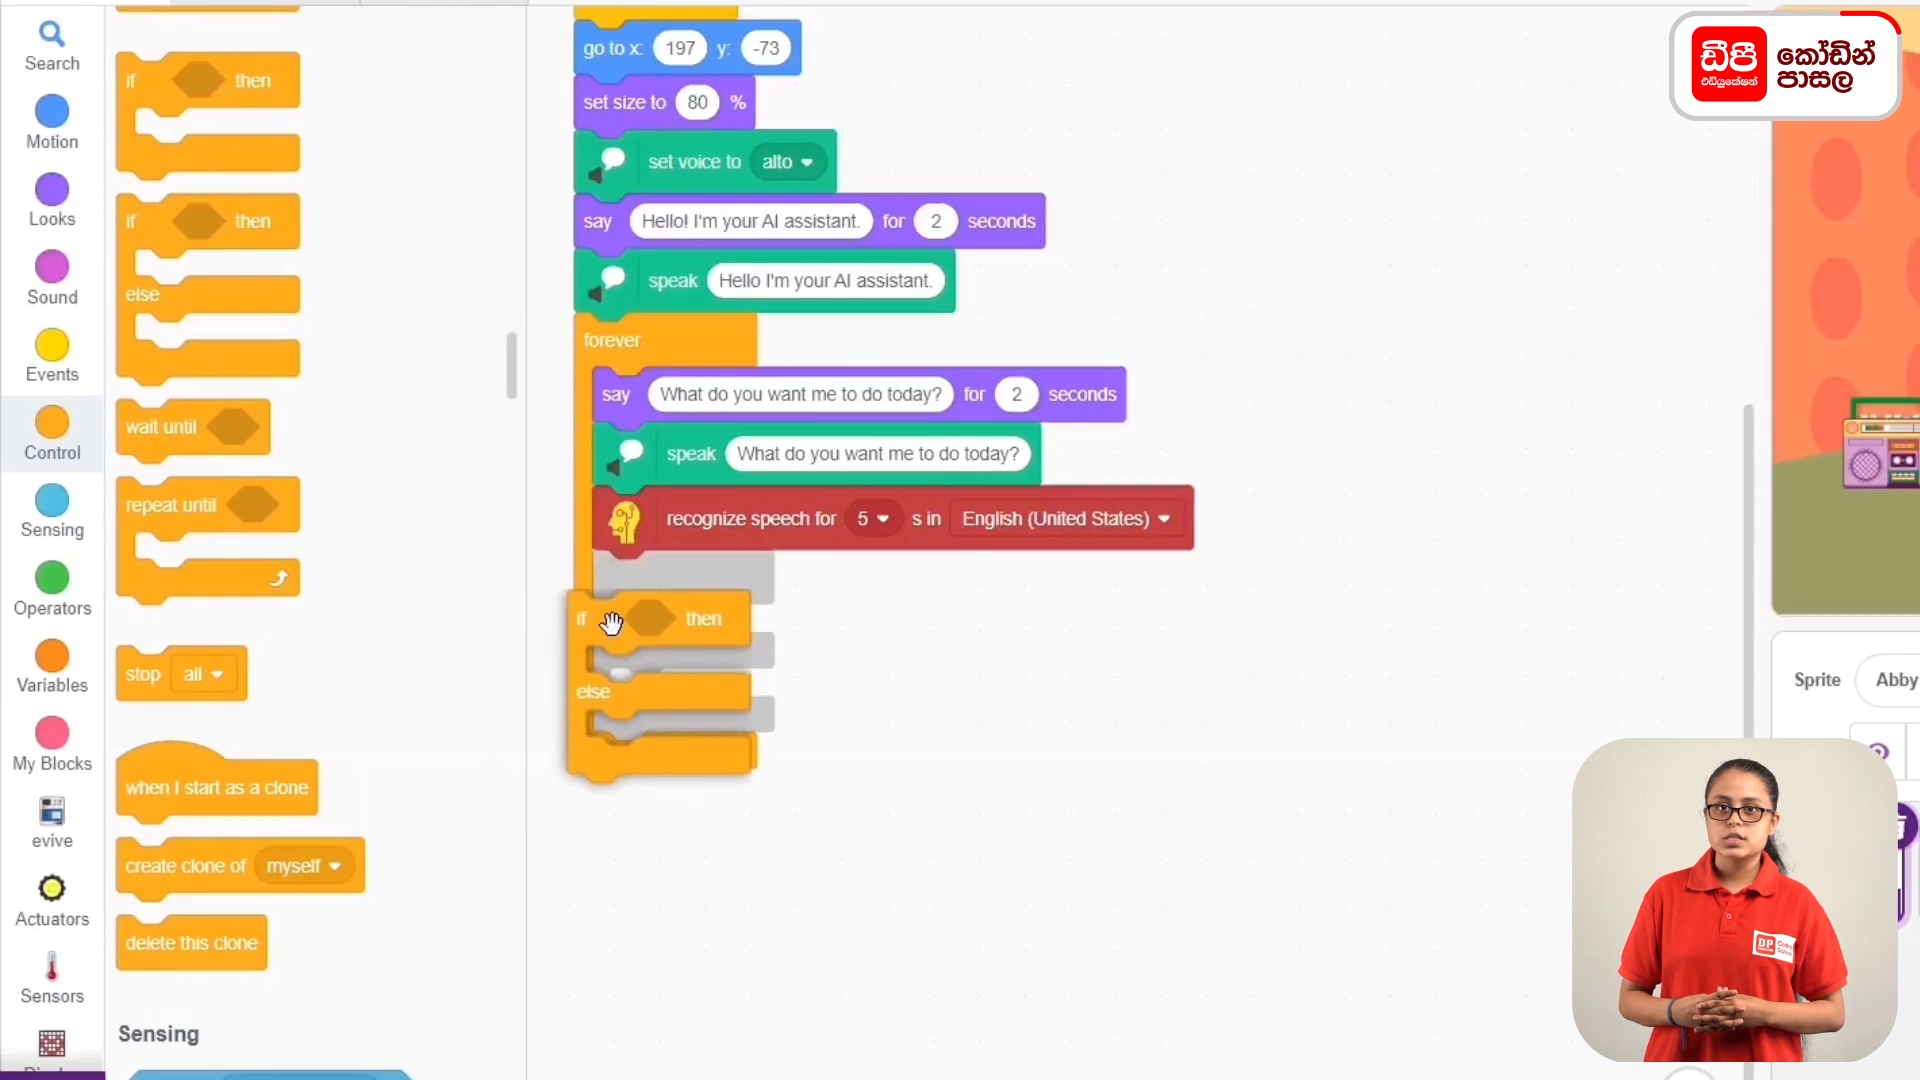 Search
Motion
Looks
Sound
Events
Control
Sensing
Operators
Variables
My Blocks
evive
Actuators
Sensors
if then
if then
else
wait until
repeat until
stop all
when I start as a clone
create clone of myself
delete this clone
Sensing
go to x: 197 y: -73
set size to 80 %
set voice to alto
say Hello! I'm your AI assistant. for 2 seconds
speak Hello I'm your AI assistant.
forever
say What do you want me to do today? for 2 seconds
speak What do you want me to do today?
recognize speech for 5 s in English (United States)
if then
else
ඩීපී
එඩියුකේෂන්
කෝඩින්
පාසල
Sprite Abby
DP